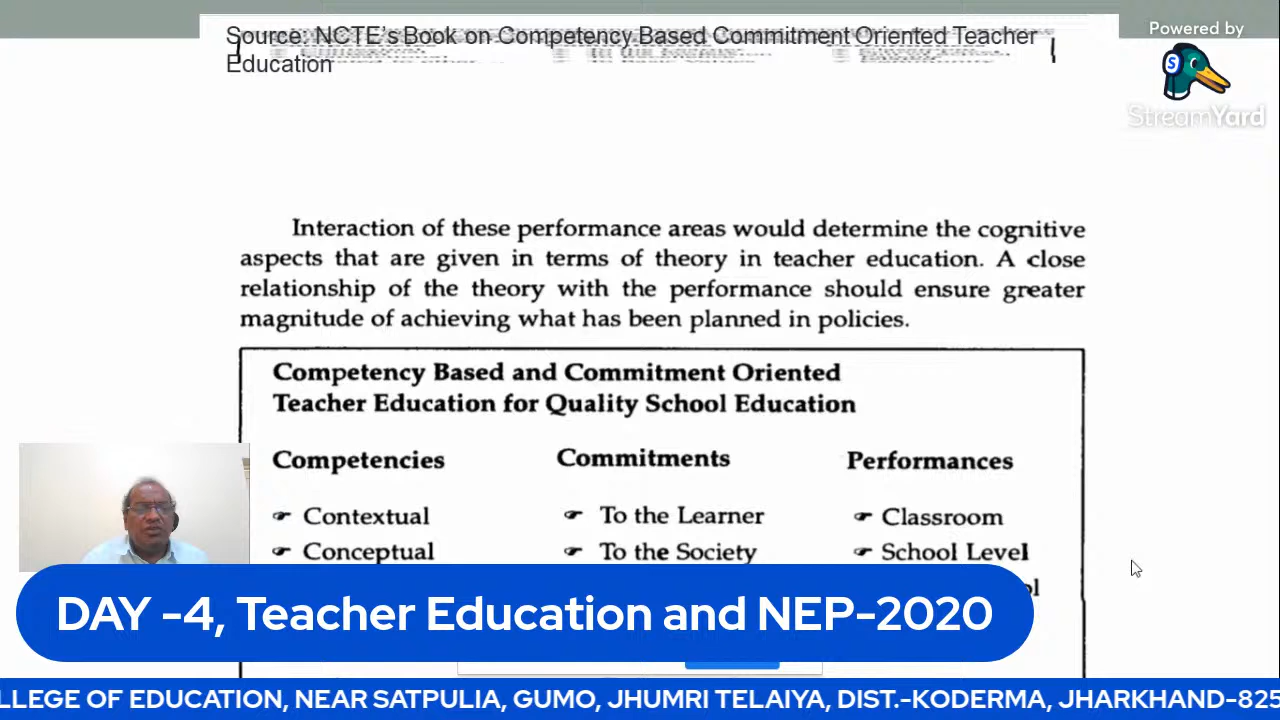 Source: NCTE's Book on Competency Based Commitment Oriented Teacher
Education
Powered by
StreamYard
Interaction of these performance areas would determine the cognitive
aspects that are given in terms of theory in teacher education. A close
relationship of the theory with the performance should ensure greater
magnitude of achieving what has been planned in policies.
Competency Based and Commitment Oriented
Teacher Education for Quality School Education
Competencies Commitments Performances
Contextual To the Learner Classroom
Conceptual To the Society School Level
DAY -4, Teacher Education and NEP-2020
LLEGE OF EDUCATION, NEAR SATPULIA, GUMO, JHUMRI TELAIYA, DIST.-KODERMA, JHARKHAND-825